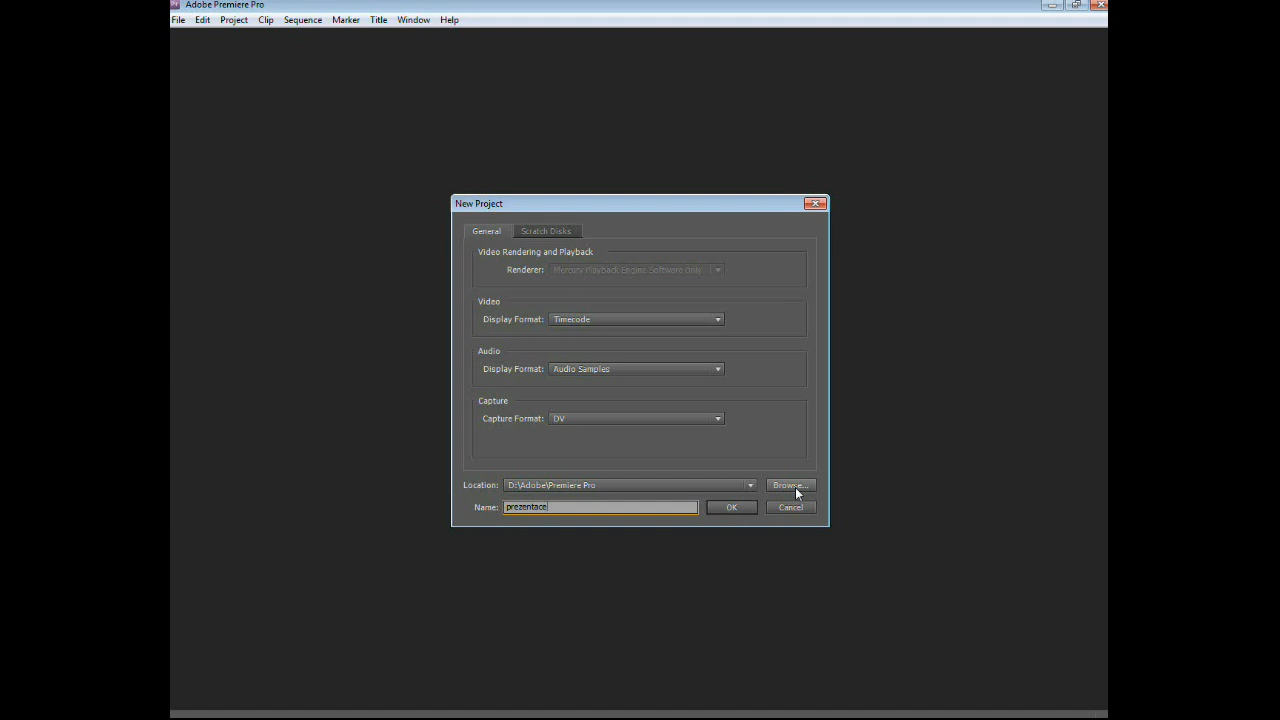 Pr Adobe Premiere Pro
File Edit Project Clip Sequence Marker Title Window Help
New Project
General Scratch Disks
Video Rendering and Playback
Renderer: Mercury Playback Engine Software Only
Video
Display Format: Timecode
Audio
Display Format: Audio Samples
Capture
Capture Format: DV
Location: D:\Adobe\Premiere Pro Browse...
Name: prezentace OK Cancel